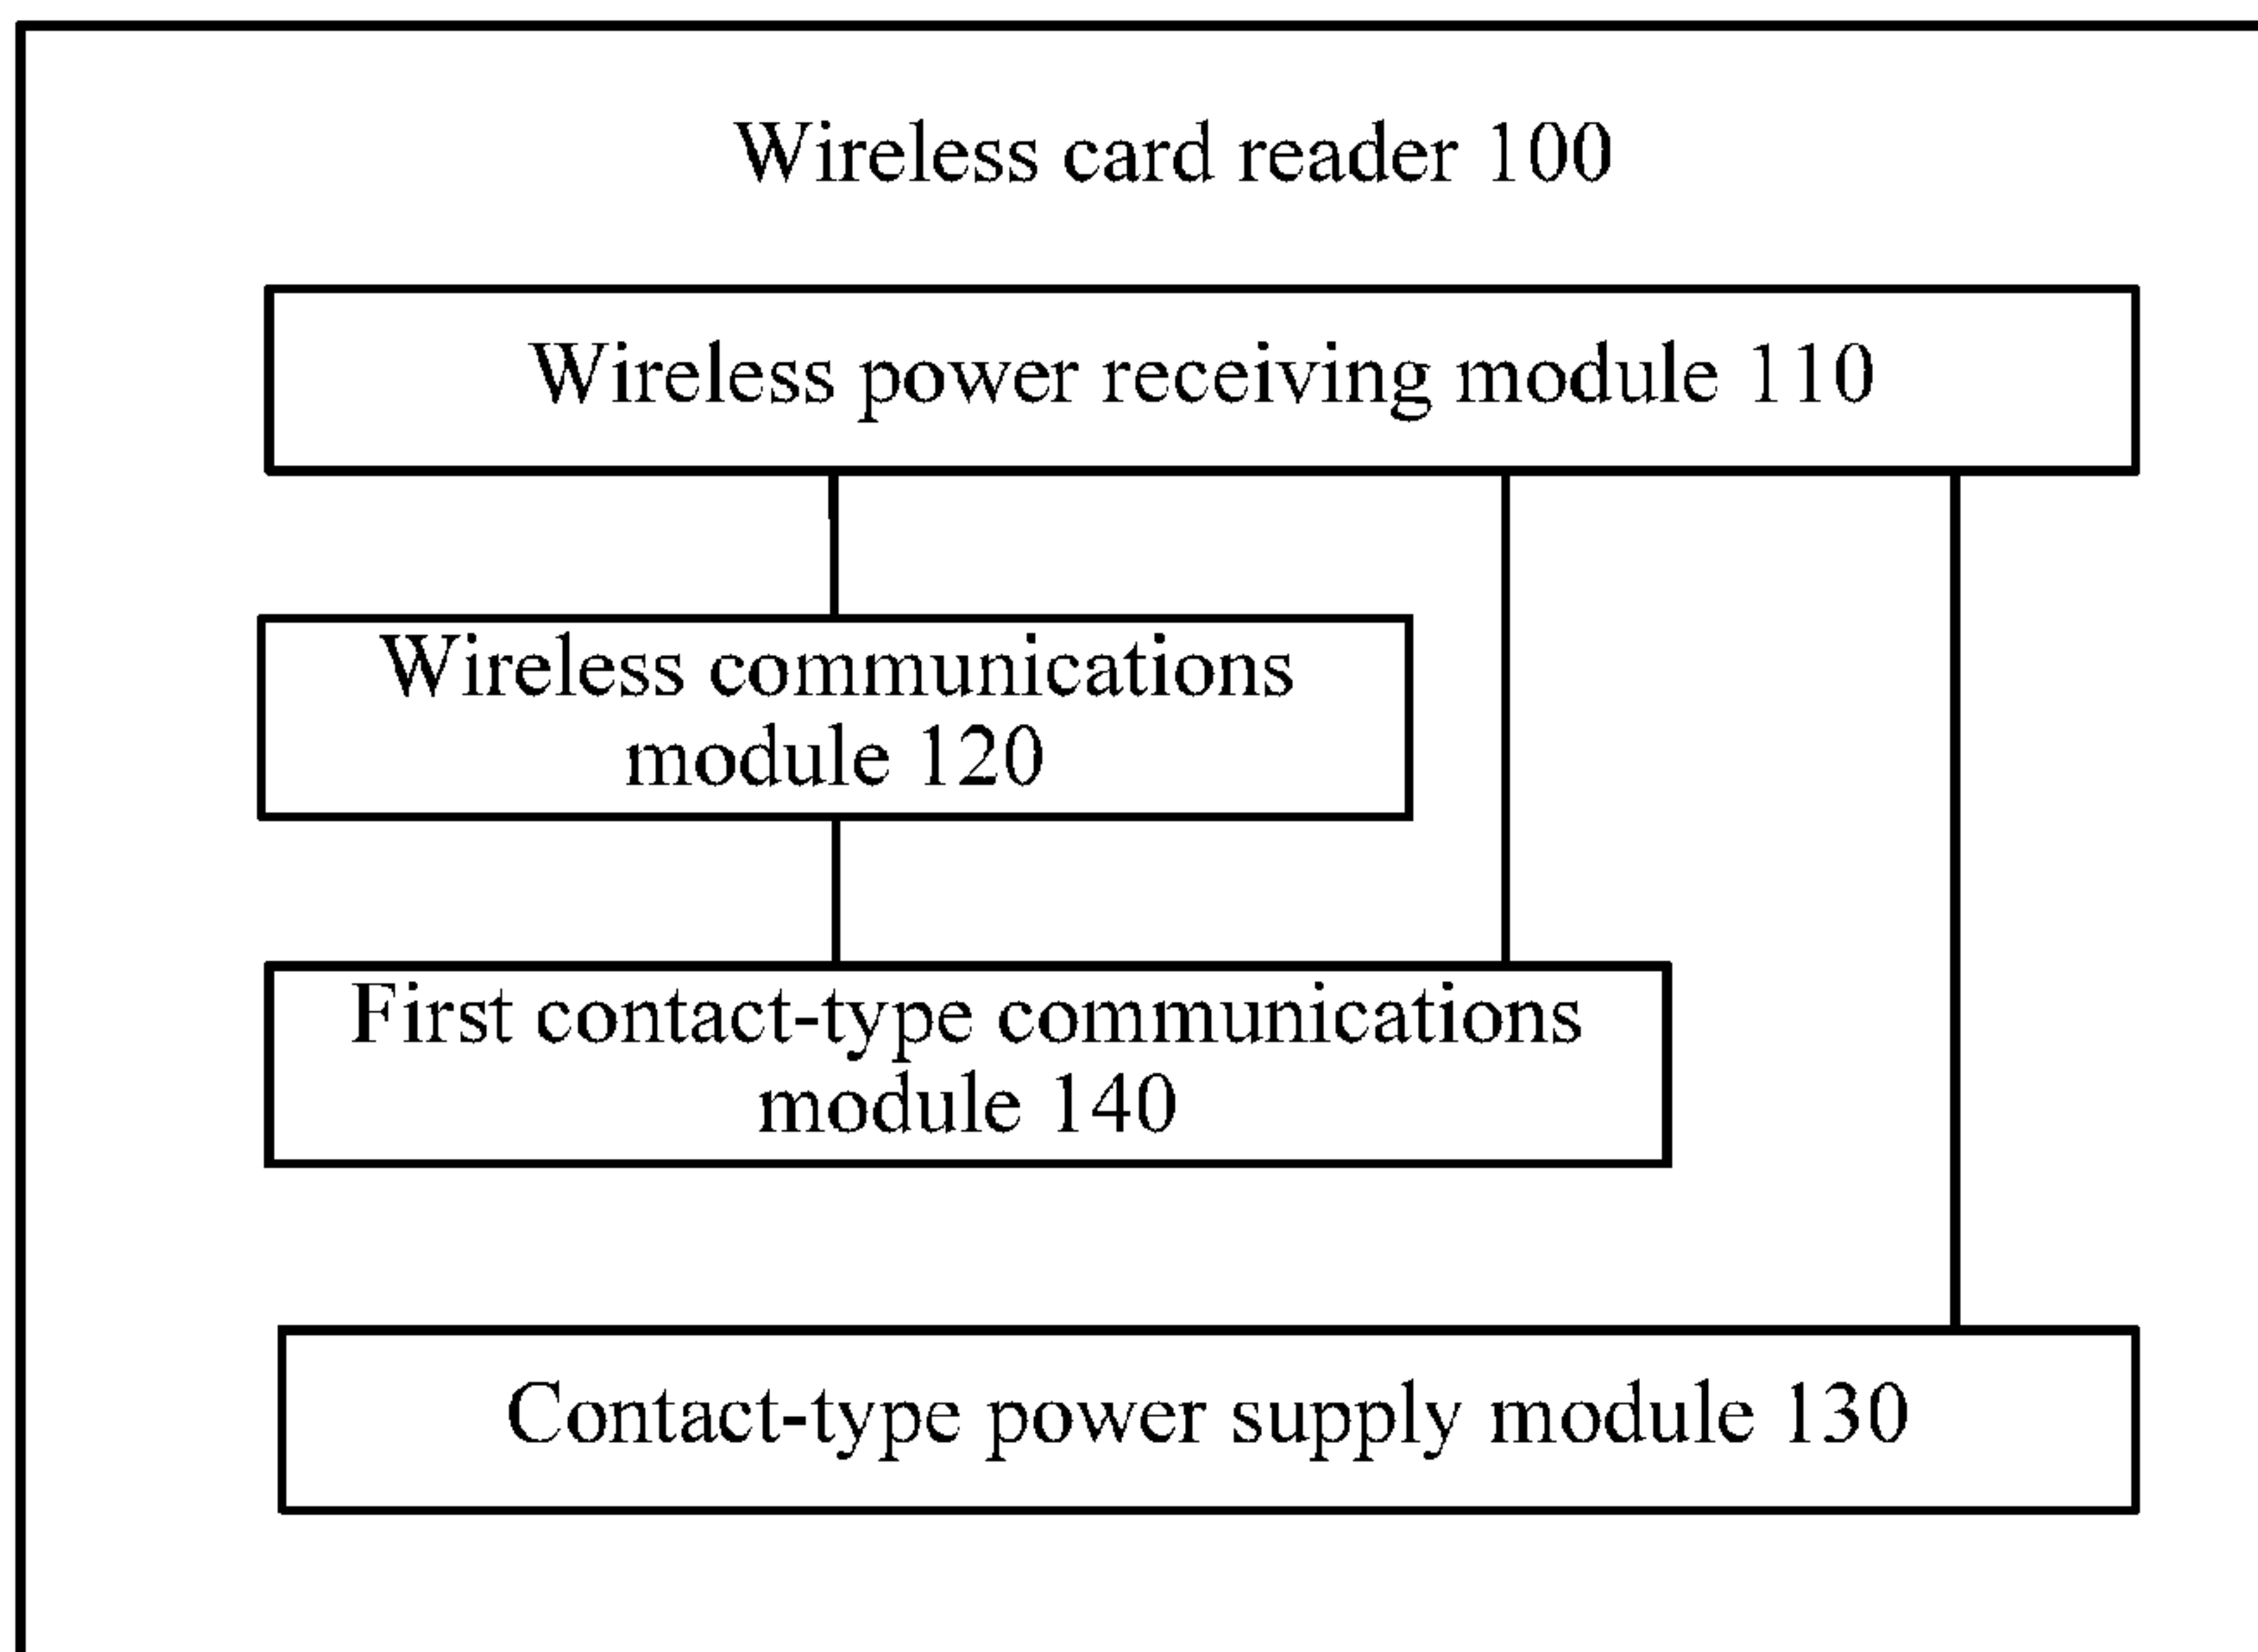 Wireless card reader 100
Wireless power receiving module 110
Wireless communications
module 120
First contact-type communications
module 140
Contact-type power supply module 130